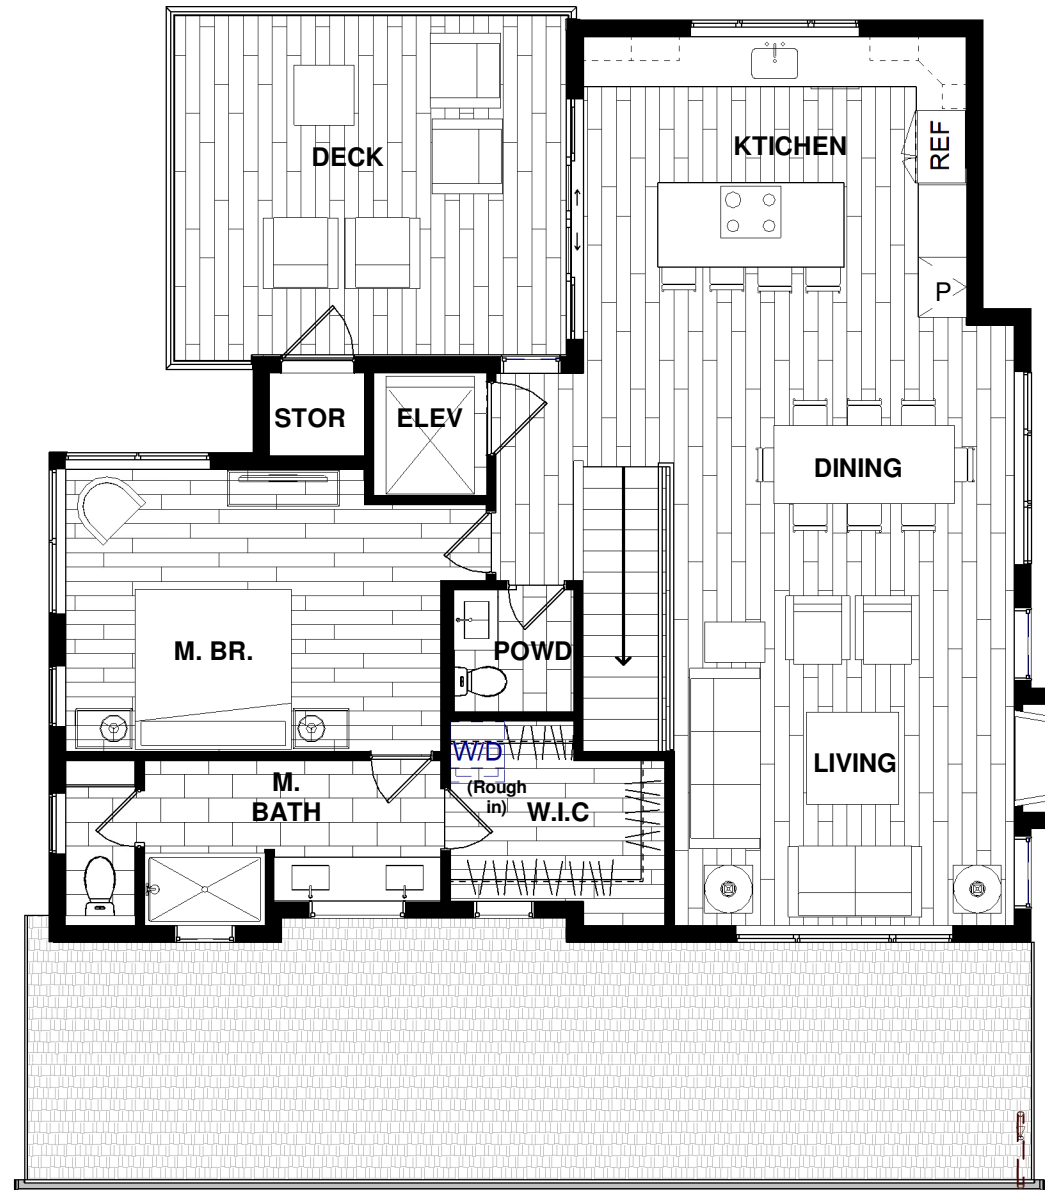 DECK
KTICHEN
REF
P
STOR
ELEV
DINING
M. BR.
POWD
W/D
(Rough
in)
W.I.C
LIVING
M.
BATH